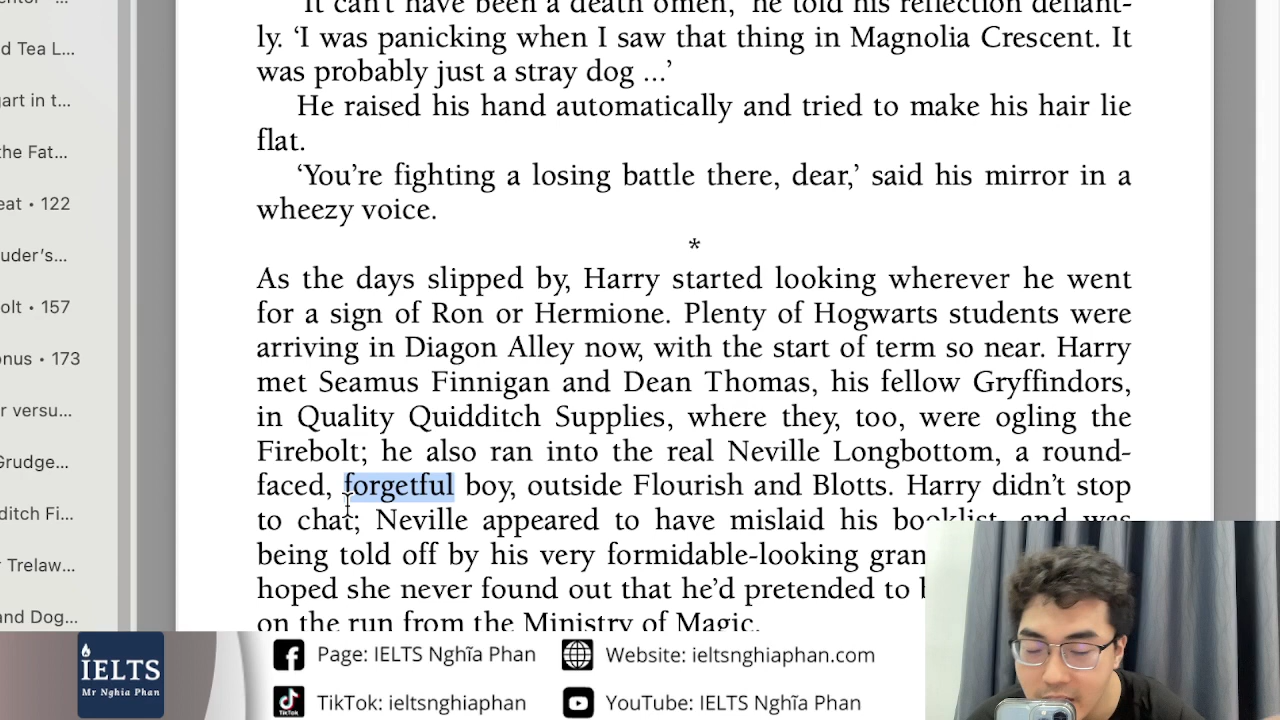 ‘It can’t have been a death omen,’ he told his reflection defiant-
ly. ‘I was panicking when I saw that thing in Magnolia Crescent. It
was probably just a stray dog ...’
He raised his hand automatically and tried to make his hair lie
flat.
‘You’re fighting a losing battle there, dear,’ said his mirror in a
wheezy voice.
*
As the days slipped by, Harry started looking wherever he went
for a sign of Ron or Hermione. Plenty of Hogwarts students were
arriving in Diagon Alley now, with the start of term so near. Harry
met Seamus Finnigan and Dean Thomas, his fellow Gryffindors,
in Quality Quidditch Supplies, where they, too, were ogling the
Firebolt; he also ran into the real Neville Longbottom, a round-
faced, forgetful boy, outside Flourish and Blotts. Harry didn’t stop
to chat; Neville appeared to have mislaid his booklist, and was
being told off by his very formidable-looking
hoped she never found out that he’d pretended to
on the run from the Ministry of Magic.
d Tea L...
art in t...
the Fat...
eat • 122
uder’s...
olt • 157
onus • 173
r versu...
Grudge...
ditch Fi...
r Trelaw...
and Dog...
IELTS
Mr Nghia Phan
Page: IELTS Nghĩa Phan
Website: ieltsnghiaphan.com
TikTok: ieltsnghiaphan
YouTube: IELTS Nghĩa Phan